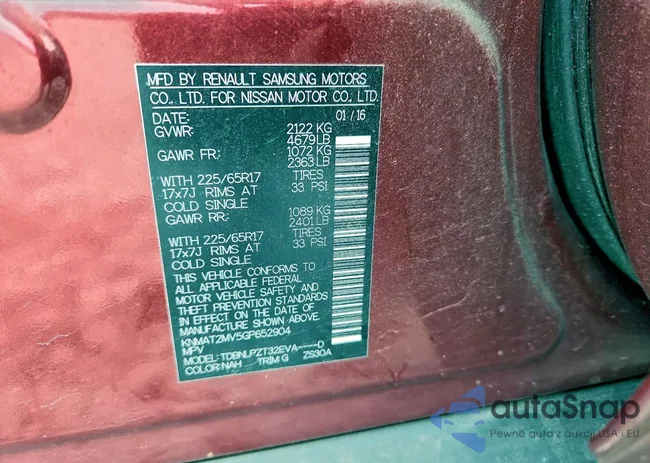 MFD BY RENAULT SAMSUNG MOTORS
CO., LTD. FOR NISSAN MOTOR CO., LTD.
DATE: 01 / 16
GVWR: 2122 KG
4679 LB
GAWR FR: 1072 KG
2363 LB
WITH 225/65R17 TIRES
17x7J RIMS AT 33 PSI
COLD SINGLE
GAWR RR: 1089 KG
2401 LB
WITH 225/65R17 TIRES
17x7J RIMS AT 33 PSI
COLD SINGLE
THIS VEHICLE CONFORMS TO
ALL APPLICABLE FEDERAL
MOTOR VEHICLE SAFETY AND
THEFT PREVENTION STANDARDS
IN EFFECT ON THE DATE OF
MANUFACTURE SHOWN ABOVE.
KNMAT2MV5GP652904
MPV
MODEL: TDBNLPZT32EVA----D
COLOR: NAH TRIM G ZS30A
autoSnap
Pewne auta z aukcji USA i EU